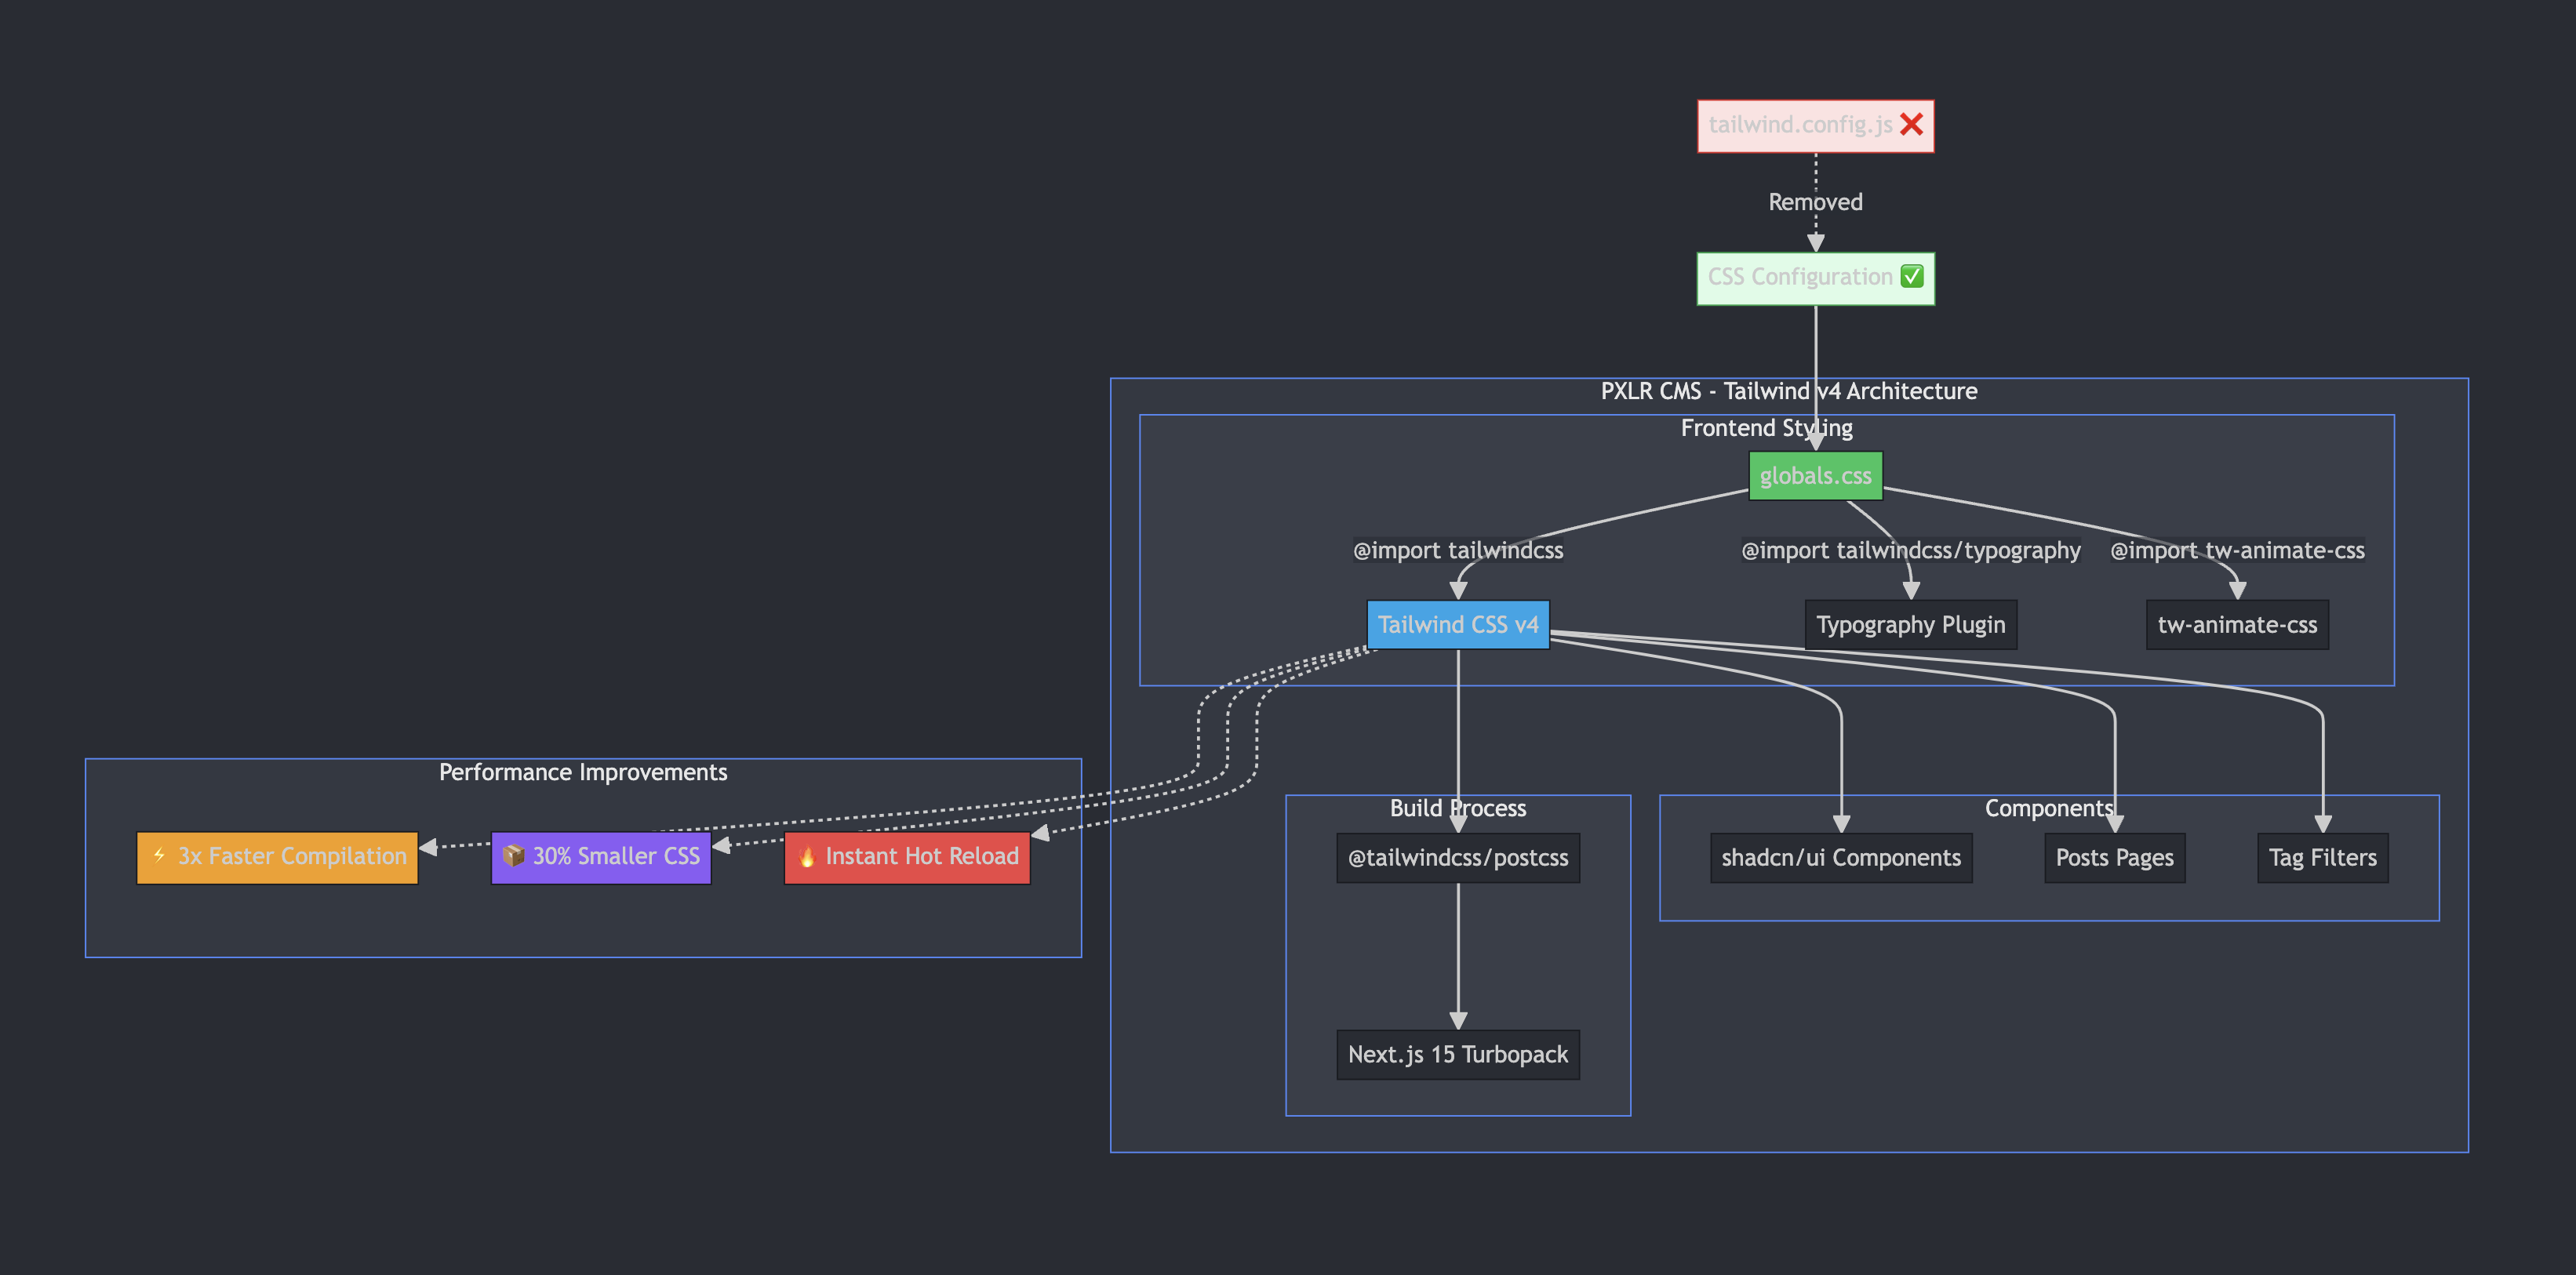 tailwind.config.js ❌
Removed
CSS Configuration ✅
PXLR CMS - Tailwind v4 Architecture
Frontend Styling
globals.css
@import tailwindcss
@import tailwindcss/typography
@import tw-animate-css
Tailwind CSS v4
Typography Plugin
tw-animate-css
Performance Improvements
⚡ 3x Faster Compilation
📦 30% Smaller CSS
🔥 Instant Hot Reload
Build Process
@tailwindcss/postcss
Next.js 15 Turbopack
Components
shadcn/ui Components
Posts Pages
Tag Filters